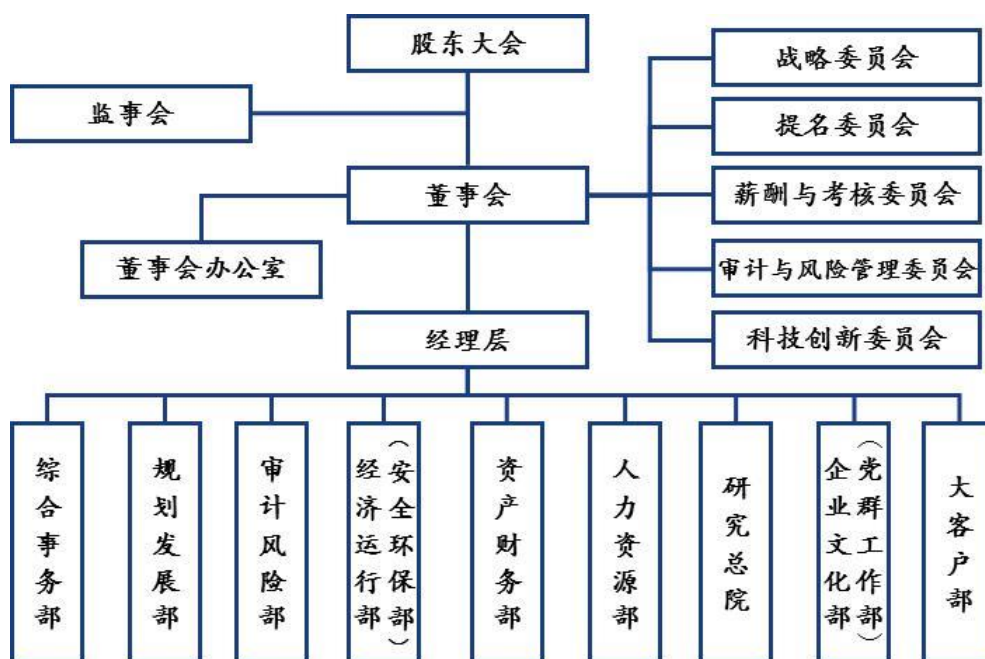 股东大会
战略委员会
监事会
提名委员会
董事会
薪酬与考核委员会
董事会办公室
审计与风险管理委员会
经理层
科技创新委员会
综合事务部
规划发展部
审计风险部
经济运行部
（安全环保部）
资产财务部
人力资源部
研究总院
企业文化部
（党群工作部）
大客户部